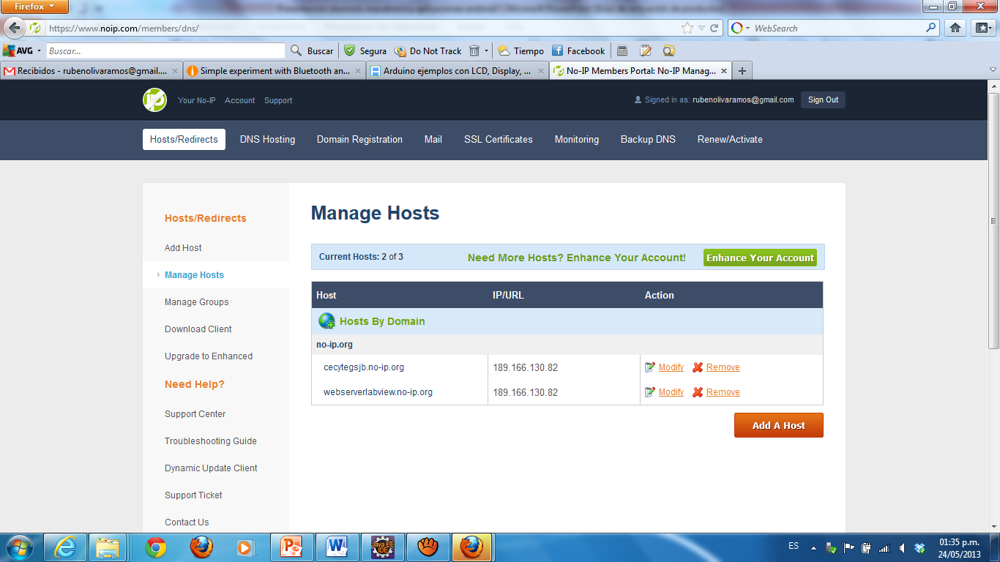 Firefox
https://www.noip.com/members/dns/
WebSearch
AVG
Buscar...
Buscar
Segura
Do Not Track
Tiempo
Facebook
Recibidos - rubenolivaramos@gmail....
Simple experiment with Bluetooth an...
Arduino ejemplos con LCD, Display, ...
No-IP Members Portal: No-IP Manag...
Your No-IP Account Support
Signed in as: rubenolivaramos@gmail.com
Sign Out
Hosts/Redirects DNS Hosting Domain Registration Mail SSL Certificates Monitoring Backup DNS Renew/Activate
Hosts/Redirects
Add Host
Manage Hosts
Manage Groups
Download Client
Upgrade to Enhanced
Need Help?
Support Center
Troubleshooting Guide
Dynamic Update Client
Support Ticket
Contact Us
Manage Hosts
Current Hosts: 2 of 3
Need More Hosts? Enhance Your Account!
Enhance Your Account
Host IP/URL Action
Hosts By Domain
no-ip.org
cecytegsjb.no-ip.org 189.166.130.82 Modify Remove
webserverlabview.no-ip.org 189.166.130.82 Modify Remove
Add A Host
Java EE
IDE
ES
01:35 p.m.
24/05/2013